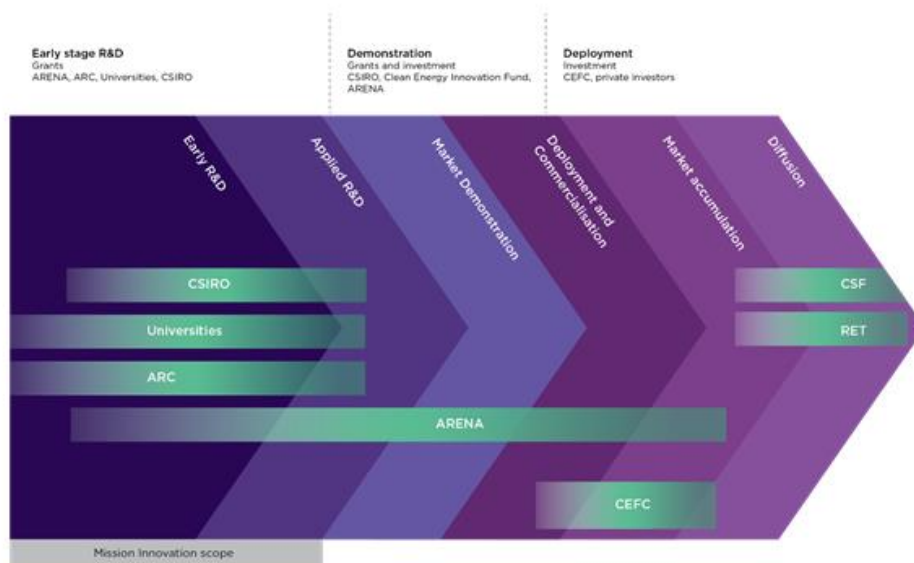 Early stage R&D
Grants
ARENA, ARC, Universities, CSIRO
Demonstration
Grants and investment
CSIRO, Clean Energy Innovation Fund,
ARENA
Deployment
Investment
CEFC, private investors
Early R&D
Applied R&D
Market Demonstration
Deployment and
Commercialisation
Market accumulation
Diffusion
CSIRO
CSF
Universities
RET
ARC
ARENA
CEFC
Mission Innovation scope